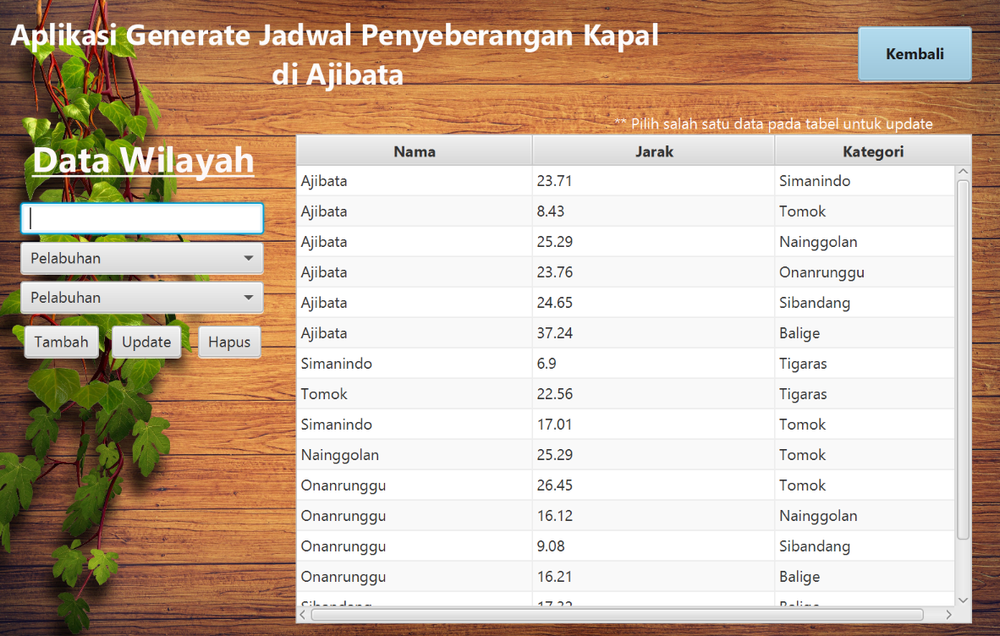 Aplikasi Generate Jadwal Penyeberangan Kapal
di Ajibata
Kembali
** Pilih salah satu data pada tabel untuk update
Data Wilayah
Pelabuhan
Pelabuhan
Tambah Update Hapus
Nama Jarak Kategori
Ajibata 23.71 Simanindo
Ajibata 8.43 Tomok
Ajibata 25.29 Nainggolan
Ajibata 23.76 Onanrunggu
Ajibata 24.65 Sibandang
Ajibata 37.24 Balige
Simanindo 6.9 Tigaras
Tomok 22.56 Tigaras
Simanindo 17.01 Tomok
Nainggolan 25.29 Tomok
Onanrunggu 26.45 Tomok
Onanrunggu 16.12 Nainggolan
Onanrunggu 9.08 Sibandang
Onanrunggu 16.21 Balige